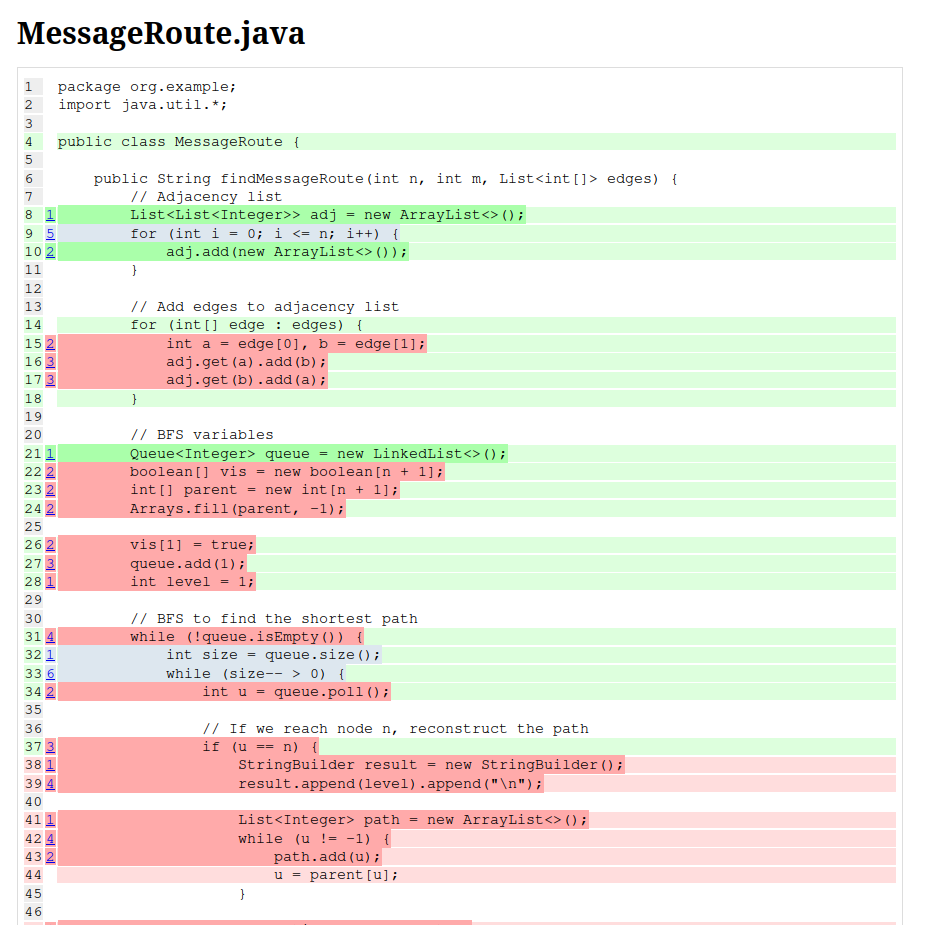 MessageRoute.java
1 package org.example;
2 import java.util.*;
3
4 public class MessageRoute {
5
6 public String findMessageRoute(int n, int m, List<int[]> edges) {
7 // Adjacency list
8 1 List<List<Integer>> adj = new ArrayList<>();
9 5 for (int i = 0; i <= n; i++) {
10 2 adj.add(new ArrayList<>());
11 }
12
13 // Add edges to adjacency list
14 for (int[] edge : edges) {
15 2 int a = edge[0], b = edge[1];
16 3 adj.get(a).add(b);
17 3 adj.get(b).add(a);
18 }
19
20 // BFS variables
21 1 Queue<Integer> queue = new LinkedList<>();
22 2 boolean[] vis = new boolean[n + 1];
23 2 int[] parent = new int[n + 1];
24 2 Arrays.fill(parent, -1);
25
26 2 vis[1] = true;
27 3 queue.add(1);
28 1 int level = 1;
29
30 // BFS to find the shortest path
31 4 while (!queue.isEmpty()) {
32 1 int size = queue.size();
33 6 while (size-- > 0) {
34 2 int u = queue.poll();
35
36 // If we reach node n, reconstruct the path
37 3 if (u == n) {
38 1 StringBuilder result = new StringBuilder();
39 4 result.append(level).append("\n");
40
41 1 List<Integer> path = new ArrayList<>();
42 4 while (u != -1) {
43 2 path.add(u);
44 u = parent[u];
45 }
46